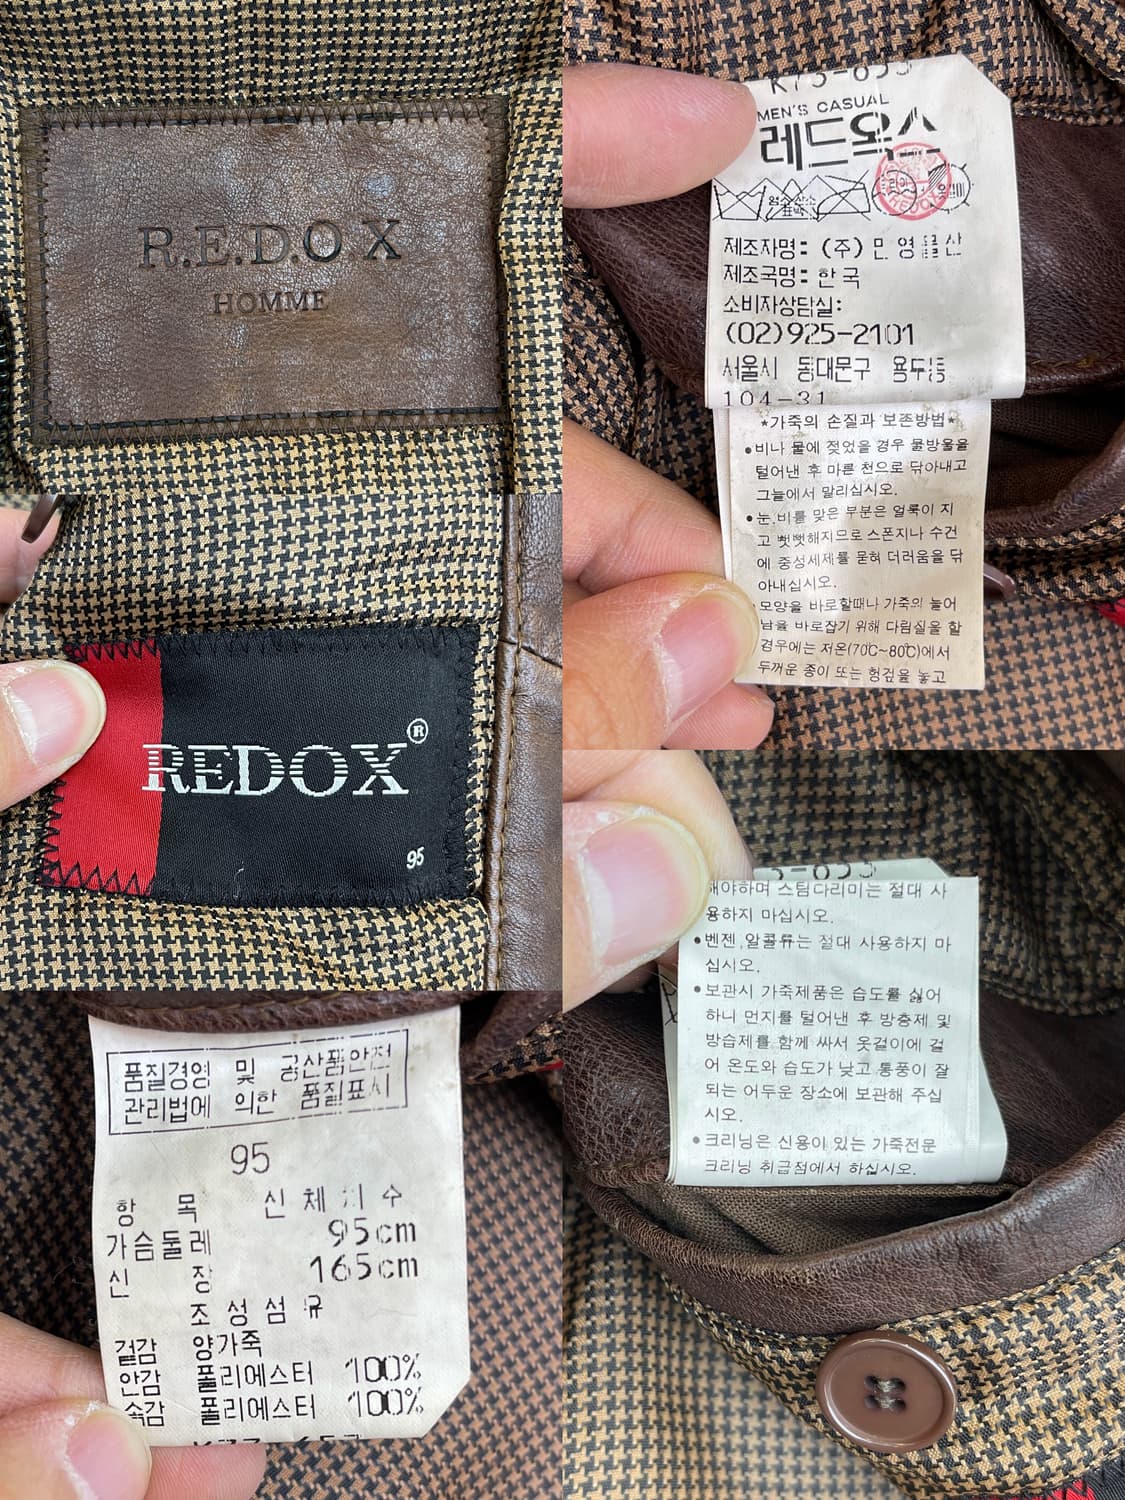 R.E.D.O X
HOMME
REDOX®
95
품질경영 및 공산품안전
관리법에 의한 품질표시
95
항 목 신 체 치 수
가슴둘레 95cm
신 장 165cm
조 성 섬 유
겉감 양가죽
안감 폴리에스터 100%
솜감 폴리에스터 100%
MEN'S CASUAL
레드옥스
염소산소
표백
제조자명: (주)
제조국명: 한국
소비자상담실:
(02)925-2101
서울시 동대문구 용두동
104-31
*가죽의 손질과 보존방법*
●비나 물에 젖었을 경우 물방울을
털어낸 후 마른 천으로 닦아내고
그늘에서 말리십시오.
●눈,비를 맞은 부분은 얼룩이 지
고 뻣뻣해지므로 스폰지나 수건
에 중성세제를 묻혀 더러움을 닦
아내십시오.
모양을 바로할때나 가죽의 늘어
남을 바로잡기 위해 다림질을 할
경우에는 저온(70℃~80℃)에서
두꺼운 종이 또는 헝겊을 놓고
해야하며 스팀다리미는 절대 사
용하지 마십시오.
●벤젠,알콜류는 절대 사용하지 마
십시오.
●보관시 가죽제품은 습도를 싫어
하니 먼지를 털어낸 후 방충제 및
방습제를 함께 싸서 옷걸이에 걸
어 온도와 습도가 낮고 통풍이 잘
되는 어두운 장소에 보관해 주십
시오.
●크리닝은 신용이 있는 가죽전문
크리닝 취급점에서 하십시오.